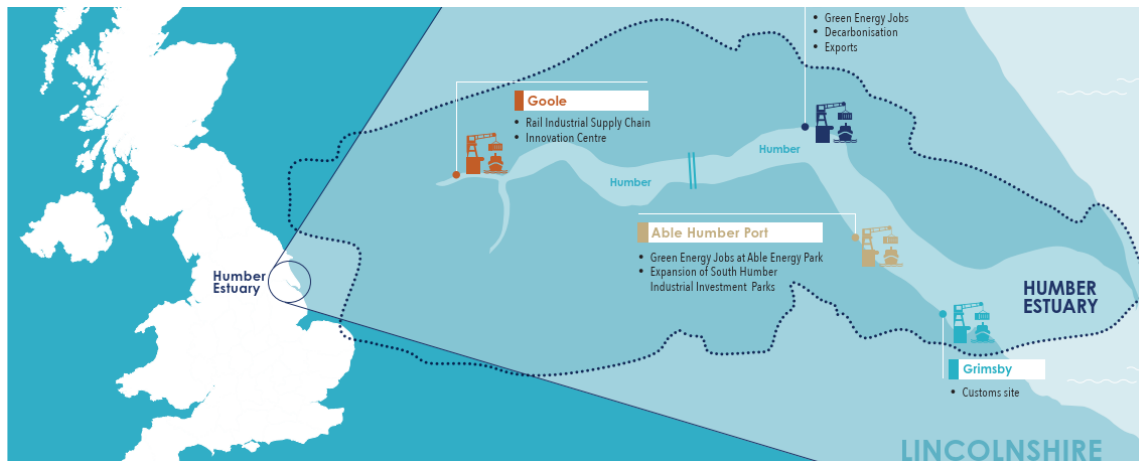 Green Energy Jobs
Decarbonisation
Exports
Goole
Rail Industrial Supply Chain
Innovation Centre
Humber
Humber
Able Humber Port
Green Energy Jobs at Able Energy Park
Expansion of South Humber
Industrial Investment Parks
Humber
Estuary
HUMBER
ESTUARY
Grimsby
Customs site
LINCOLNSHIRE